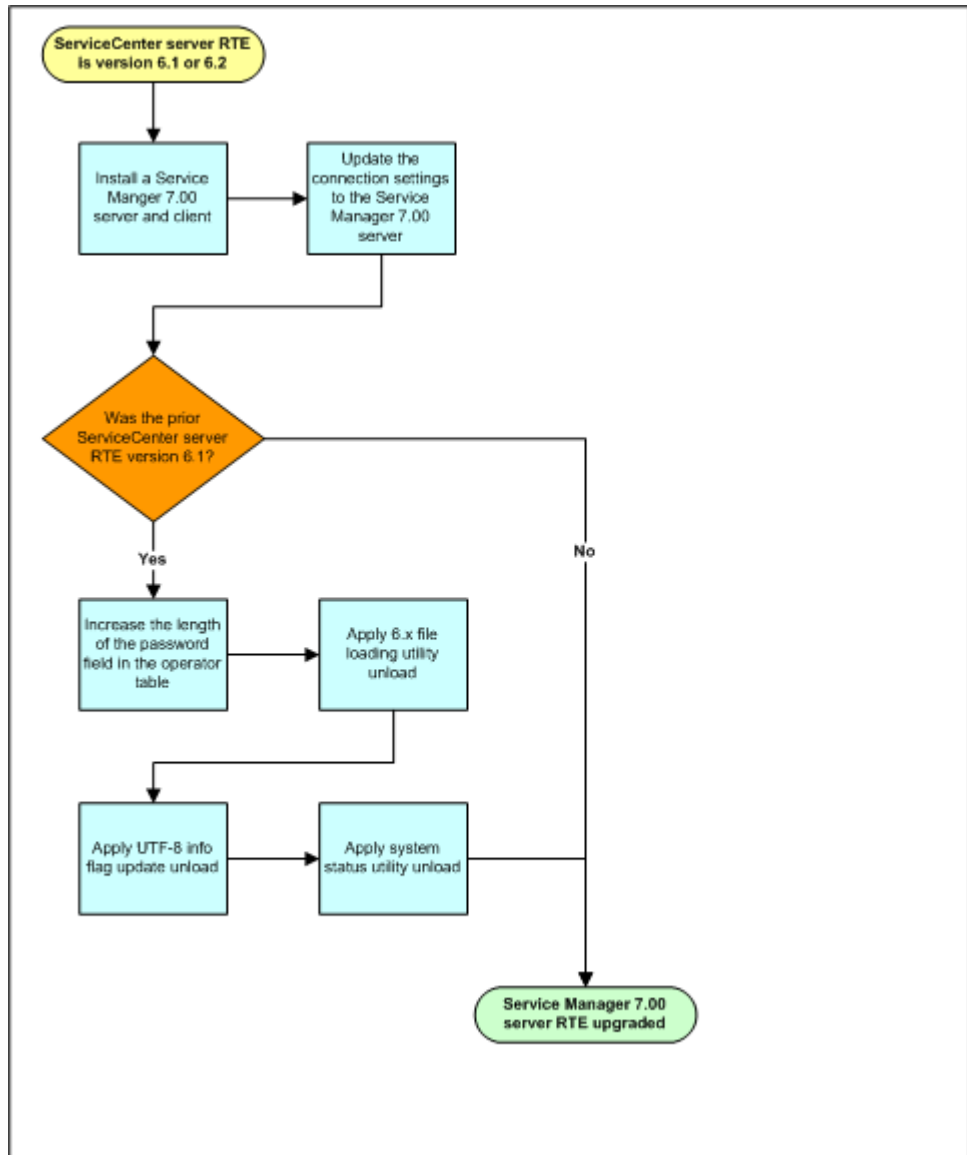 ServiceCenter server RTE
is version 6.1 or 6.2
Install a Service
Manger 7.00
server and client
Update the
connection settings
to the Service
Manager 7.00
server
Was the prior
ServiceCenter server
RTE version 6.1?
Yes
No
Increase the length
of the password
field in the operator
table
Apply 6.x file
loading utility
unload
Apply UTF-8 info
flag update unload
Apply system
status utility unload
Service Manager 7.00
server RTE upgraded